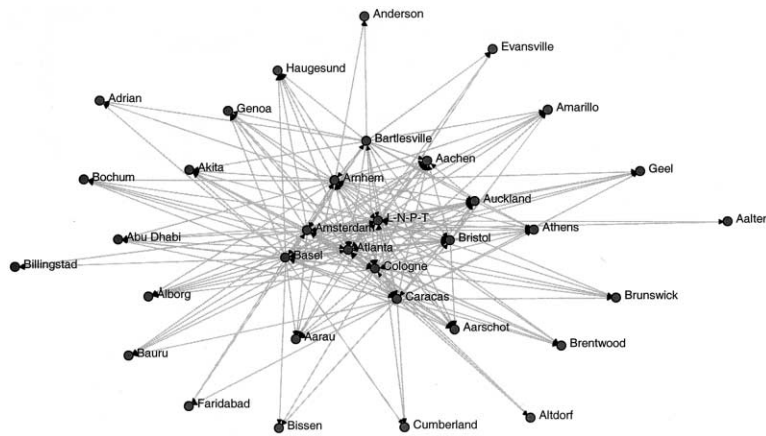 Anderson
Evansville
Haugesund
Adrian
Genoa
Amarillo
Bartlesville
Aachen
Akita
Geel
Bochum
Arnhem
Auckland
L-N-P-T
Aalter
Amsterdam
Athens
Abu Dhabi
Bristol
Atlanta
Basel
Billingstad
Cologne
Alborg
Caracas
Brunswick
Aarschot
Aarau
Brentwood
Bauru
Faridabad
Altdorf
Bissen
Cumberland